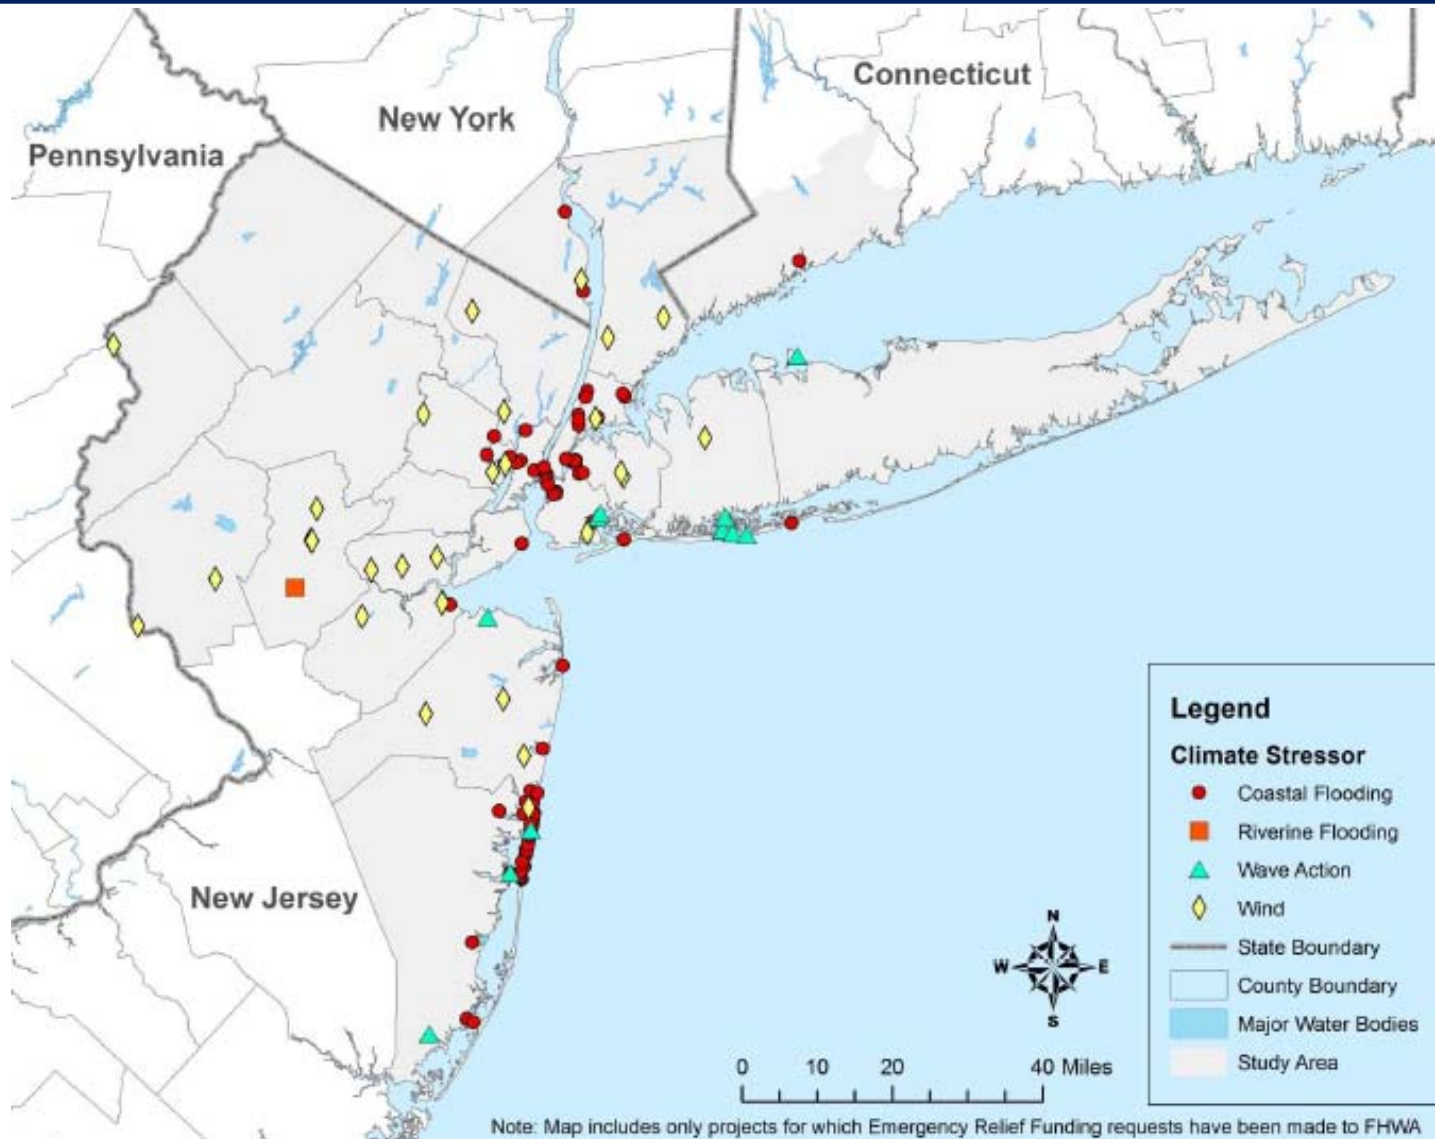 Connecticut
New York
Pennsylvania
New Jersey
Legend
Climate Stressor
Coastal Flooding
Riverine Flooding
Wave Action
Wind
State Boundary
County Boundary
Major Water Bodies
Study Area
N
W E
S
0 10 20 40 Miles
Note: Map includes only projects for which Emergency Relief Funding requests have been made to FHWA